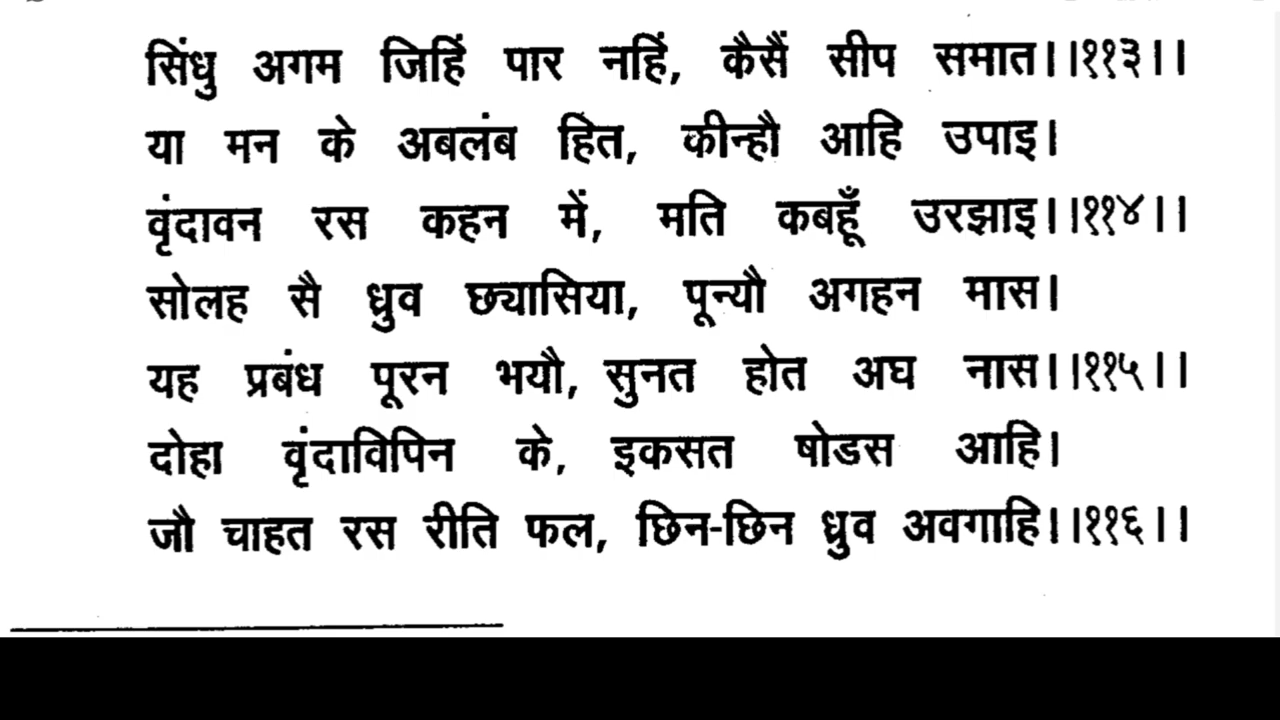 सिंधु अगम जिहिं पार नहिं, कैसैं सीप समात।।११३।।
या मन के अबलंब हित, कीन्हौ आहि उपाइ।
वृंदावन रस कहन में, मति कबहूँ उरझाइ।।११४।।
सोलह सै ध्रुव छ्यासिया, पून्यौ अगहन मास।
यह प्रबंध पूरन भयौ, सुनत होत अघ नास।।११५।।
दोहा वृंदाविपिन के, इकसत षोडस आहि।
जौ चाहत रस रीति फल, छिन-छिन ध्रुव अवगाहि।।११६।।